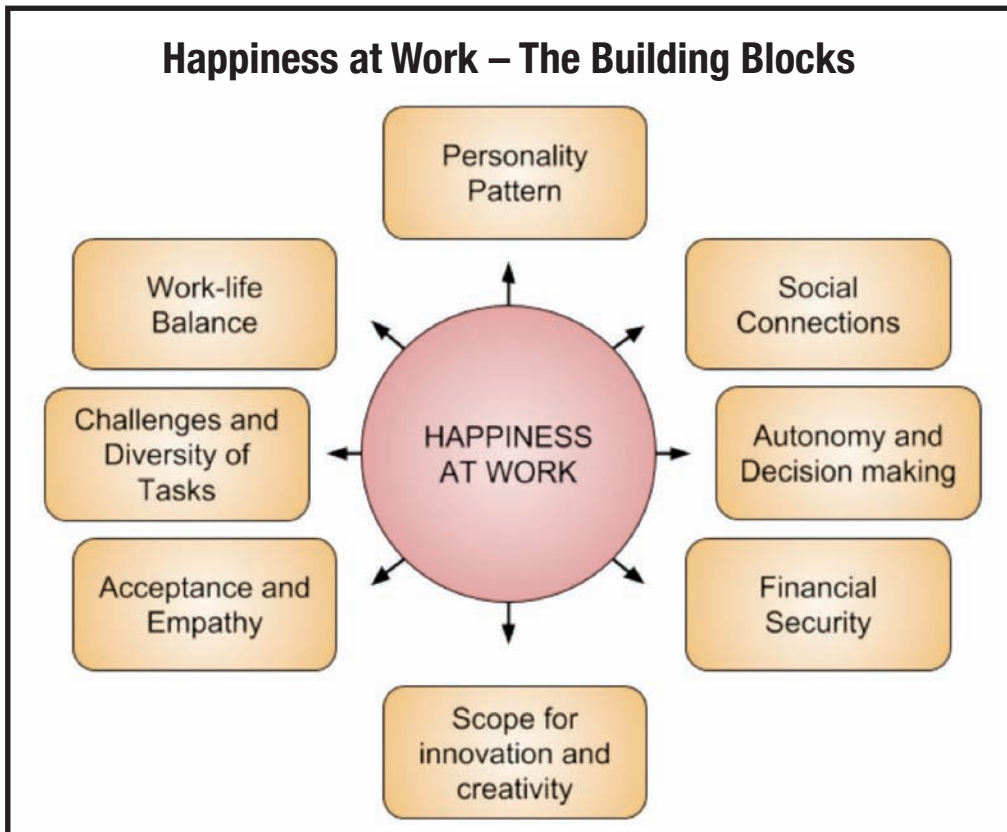 Happiness at Work – The Building Blocks
Personality
Pattern
Work-life
Balance
Social
Connections
Challenges and
Diversity of
Tasks
HAPPINESS
AT WORK
Autonomy and
Decision making
Acceptance and
Empathy
Financial
Security
Scope for
innovation and
creativity